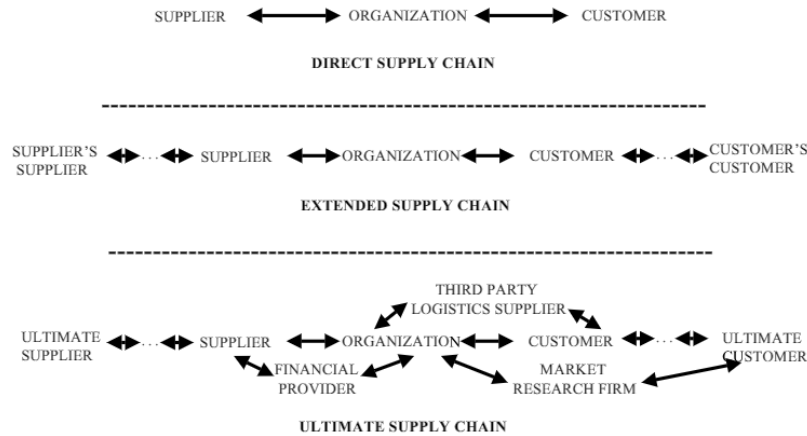 SUPPLIER ORGANIZATION CUSTOMER
DIRECT SUPPLY CHAIN
SUPPLIER'S
SUPPLIER
... SUPPLIER ORGANIZATION CUSTOMER ...
CUSTOMER'S
CUSTOMER
EXTENDED SUPPLY CHAIN
THIRD PARTY
LOGISTICS SUPPLIER
ULTIMATE
SUPPLIER
... SUPPLIER ORGANIZATION CUSTOMER ...
ULTIMATE
CUSTOMER
FINANCIAL
PROVIDER
MARKET
RESEARCH FIRM
ULTIMATE SUPPLY CHAIN